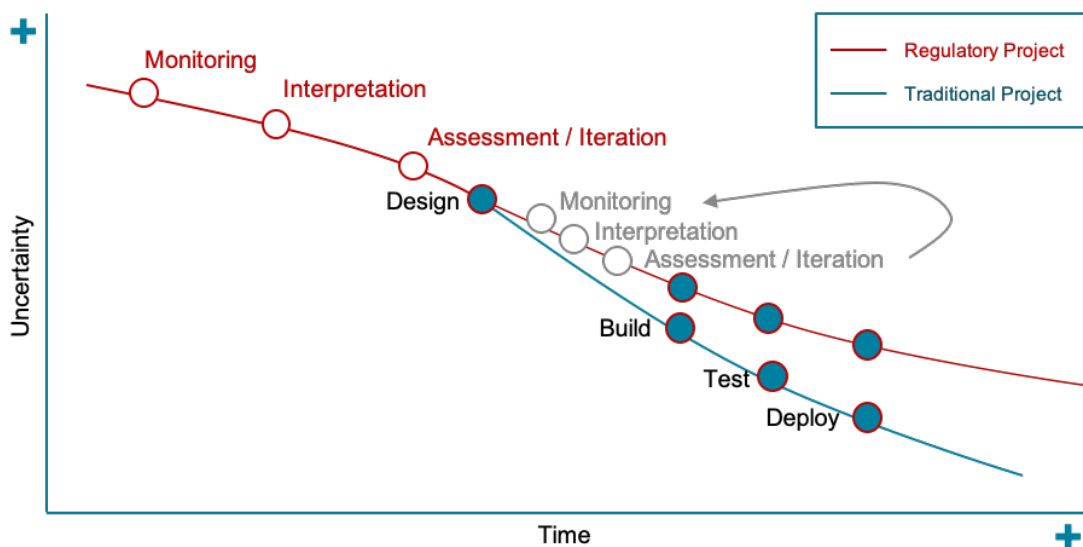 Regulatory Project
Traditional Project
Monitoring
Interpretation
Assessment / Iteration
Design
Monitoring
Interpretation
Assessment / Iteration
Build
Test
Deploy
Uncertainty
Time